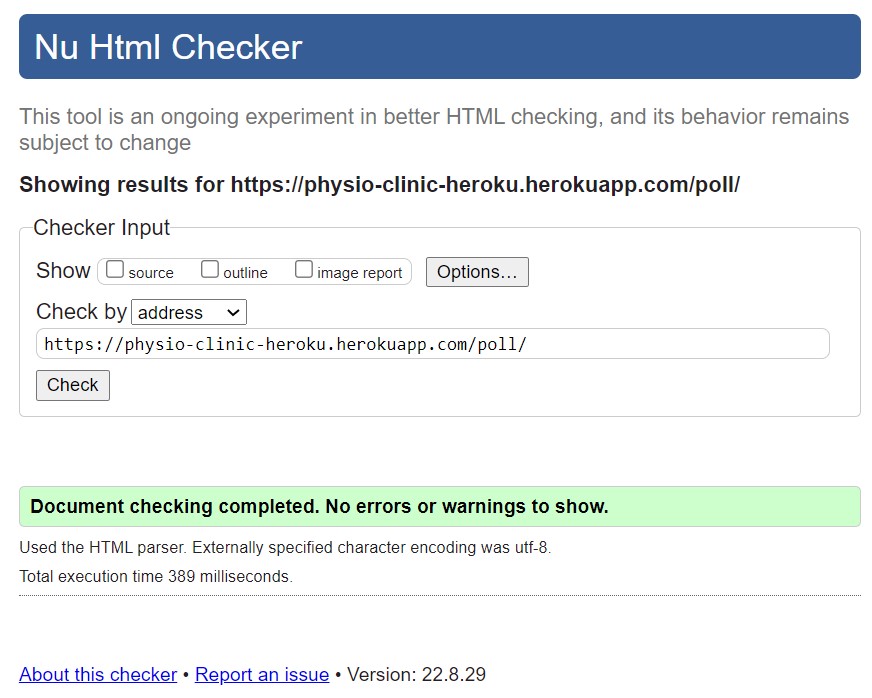 Nu Html Checker
This tool is an ongoing experiment in better HTML checking, and its behavior remains
subject to change
Showing results for https://physio-clinic-heroku.herokuapp.com/poll/
Checker Input
Show source outline image report Options...
Check by address
https://physio-clinic-heroku.herokuapp.com/poll/
Check
Document checking completed. No errors or warnings to show.
Used the HTML parser. Externally specified character encoding was utf-8.
Total execution time 389 milliseconds.
About this checker • Report an issue • Version: 22.8.29